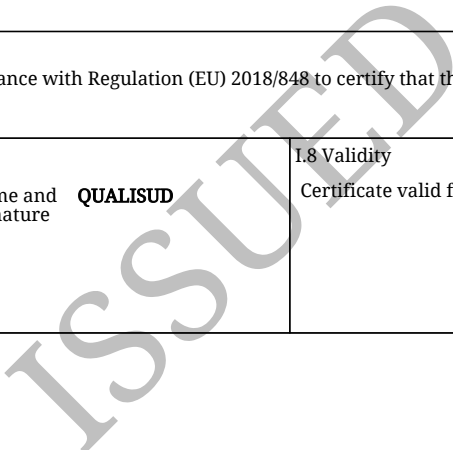 ance with Regulation (EU) 2018/848 to certify that th
I.8 Validity
me and QUALISUD
nature
Certificate valid f
ISSUED